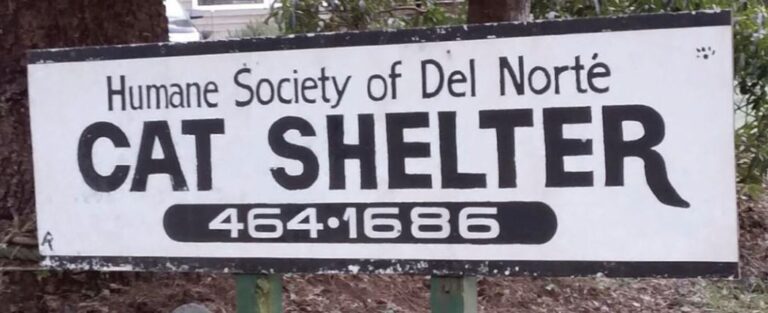 Humane Society of Del Norté
CAT SHELTER
464•1686